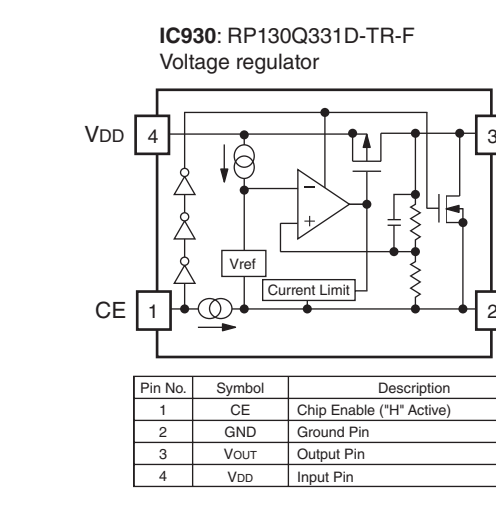 IC930: RP130Q331D-TR-F
Voltage regulator
VDD 4 3
Vref
Current Limit
CE 1 2
Pin No. Symbol Description
1 CE Chip Enable ("H" Active)
2 GND Ground Pin
3 VOUT Output Pin
4 VDD Input Pin